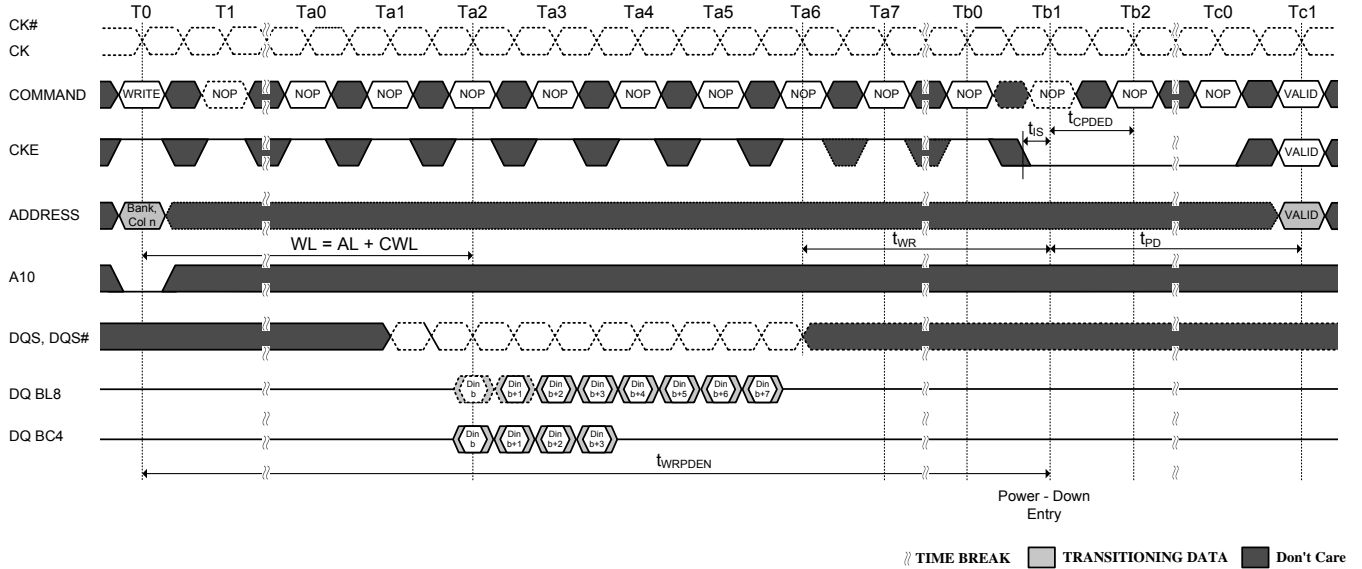 T0 T1 Ta0 Ta1 Ta2 Ta3 Ta4 Ta5 Ta6 Ta7 Tb0 Tb1 Tb2 Tc0 Tc1
CK#
CK
COMMAND WRITE NOP NOP NOP NOP NOP NOP NOP NOP NOP NOP NOP NOP NOP VALID
tIS tCPDED
CKE VALID
ADDRESS Bank, Col n VALID
WL = AL + CWL tWR tPD
A10
DQS, DQS#
DQ BL8 Din b Din b+1 Din b+2 Din b+3 Din b+4 Din b+5 Din b+6 Din b+7
DQ BC4 Din b Din b+1 Din b+2 Din b+3
tWRPDEN
Power - Down
Entry
TIME BREAK TRANSITIONING DATA Don't Care